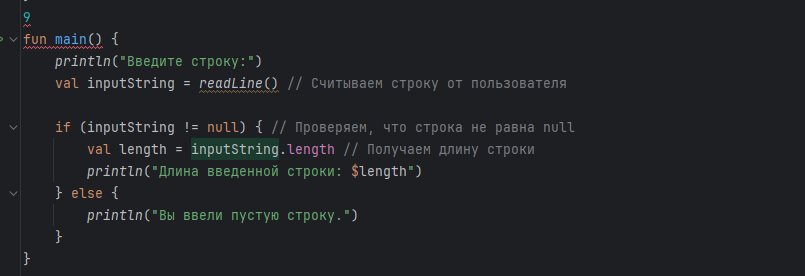 9
fun main() {
    println("Введите строку:")
    val inputString = readLine() // Считываем строку от пользователя

    if (inputString != null) { // Проверяем, что строка не равна null
        val length = inputString.length // Получаем длину строки
        println("Длина введенной строки: $length")
    } else {
        println("Вы ввели пустую строку.")
    }
}